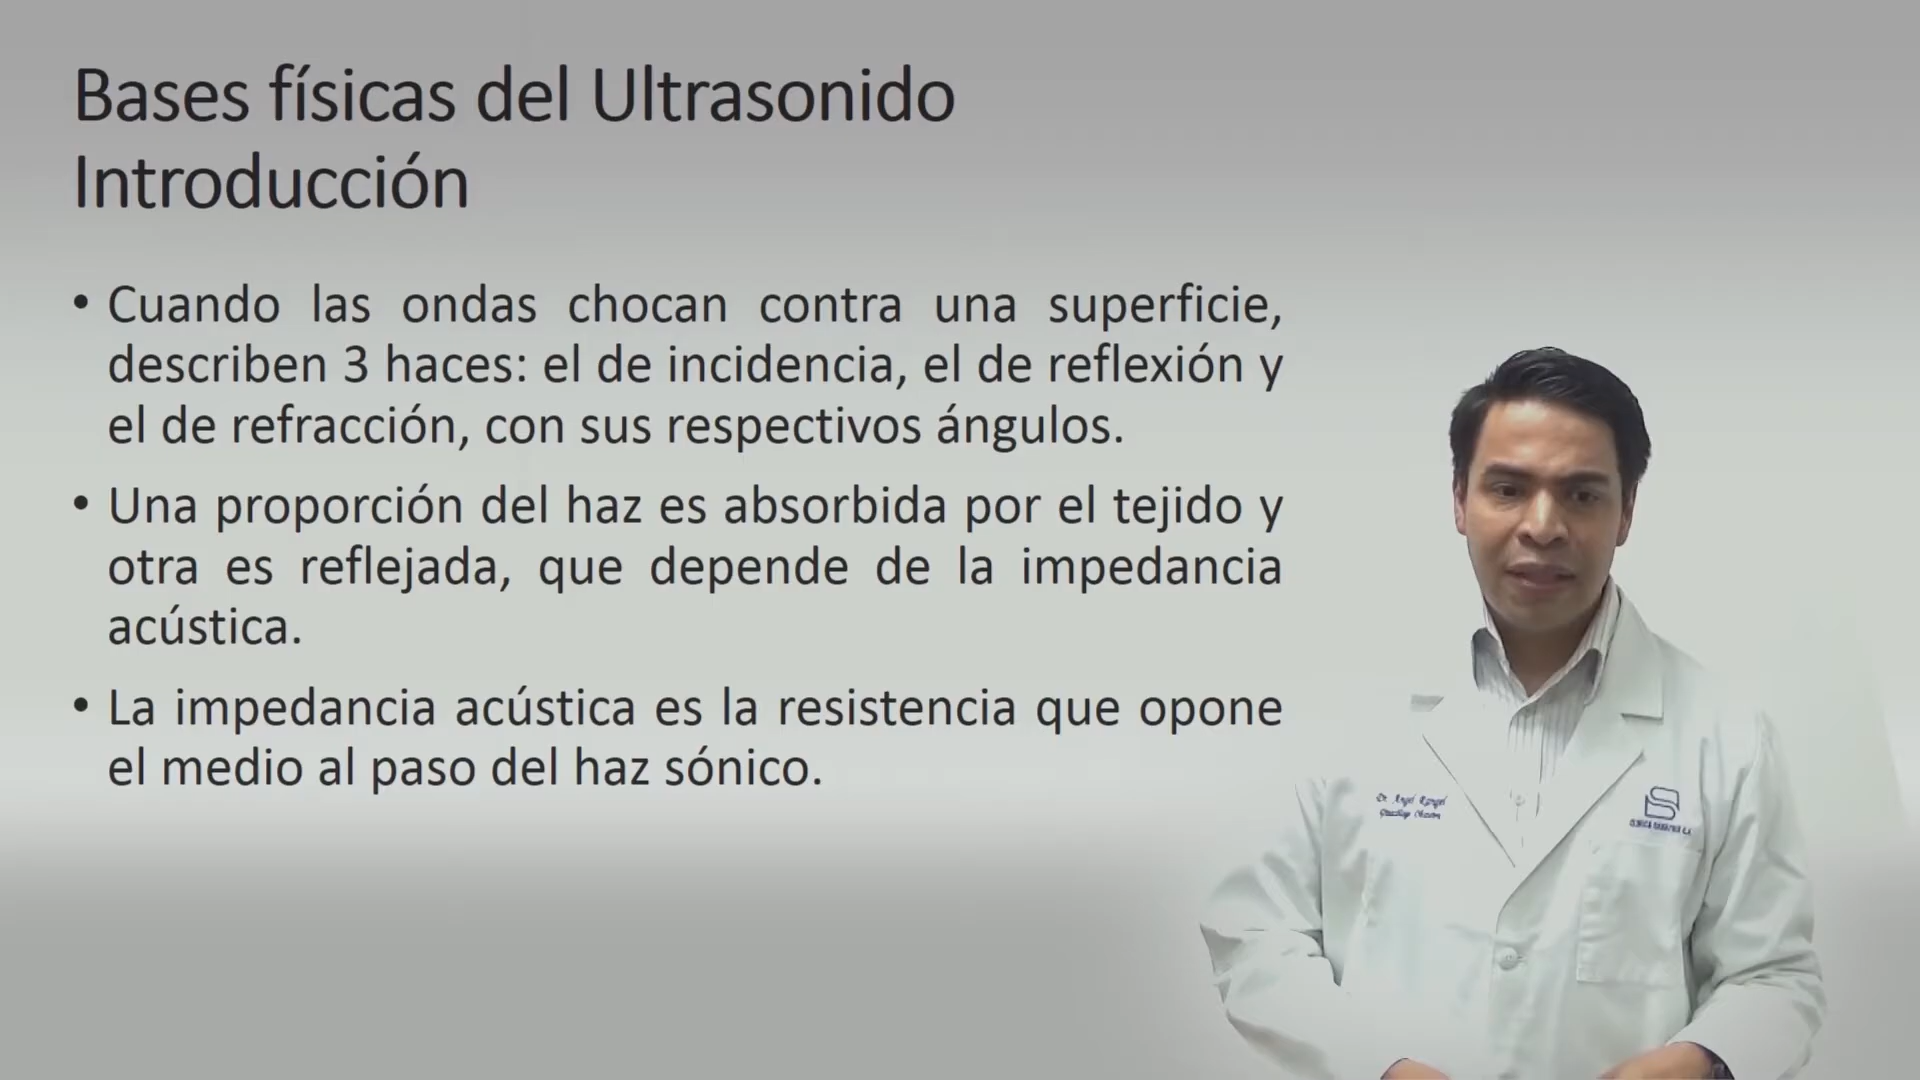 Bases físicas del Ultrasonido
Introducción
• Cuando las ondas chocan contra una superficie,
describen 3 haces: el de incidencia, el de reflexión y
el de refracción, con sus respectivos ángulos.
• Una proporción del haz es absorbida por el tejido y
otra es reflejada, que depende de la impedancia
acústica.
• La impedancia acústica es la resistencia que opone
el medio al paso del haz sónico.
Dr. Angel Rangel